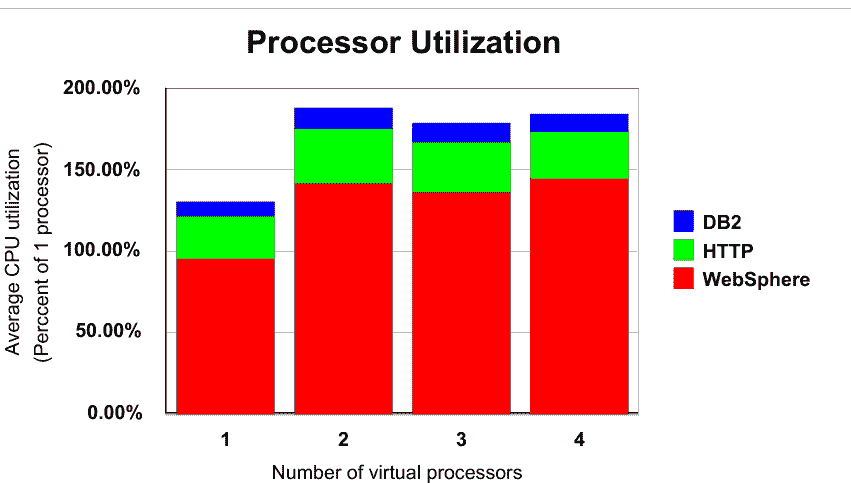 Processor Utilization
200.00%
150.00%
100.00%
50.00%
0.00%
Average CPU utilization
(Perccent of 1 processor)
1 2 3 4
Number of virtual processors
DB2
HTTP
WebSphere